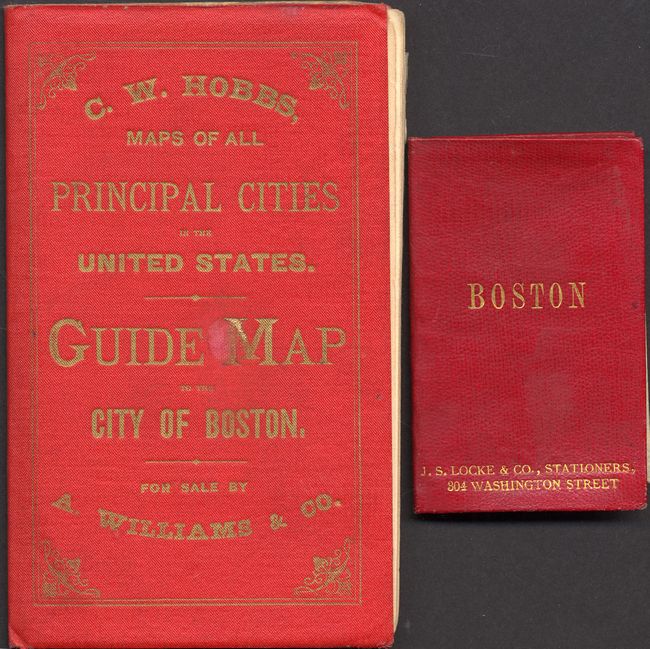 C. W. HOBBS,
MAPS OF ALL
PRINCIPAL CITIES
IN THE
UNITED STATES.
GUIDE MAP
TO THE
CITY OF BOSTON.
FOR SALE BY
A. WILLIAMS & CO.
BOSTON
J. S. LOCKE & CO., STATIONERS,
304 WASHINGTON STREET